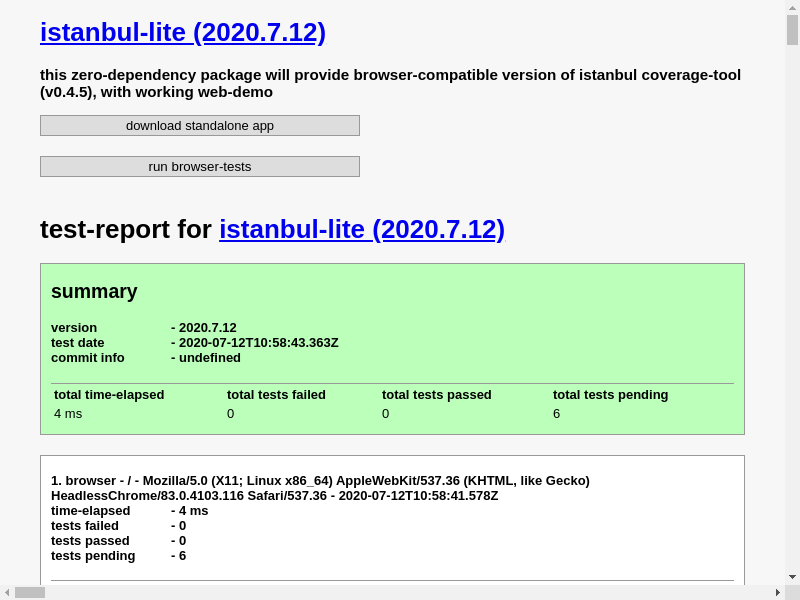 istanbul-lite (2020.7.12)
this zero-dependency package will provide browser-compatible version of istanbul coverage-tool
(v0.4.5), with working web-demo
download standalone app
run browser-tests
test-report for istanbul-lite (2020.7.12)
summary
version - 2020.7.12
test date - 2020-07-12T10:58:43.363Z
commit info - undefined
total time-elapsed total tests failed total tests passed total tests pending
4 ms 0 0 6
1. browser - / - Mozilla/5.0 (X11; Linux x86_64) AppleWebKit/537.36 (KHTML, like Gecko)
HeadlessChrome/83.0.4103.116 Safari/537.36 - 2020-07-12T10:58:41.578Z
time-elapsed - 4 ms
tests failed - 0
tests passed - 0
tests pending - 6